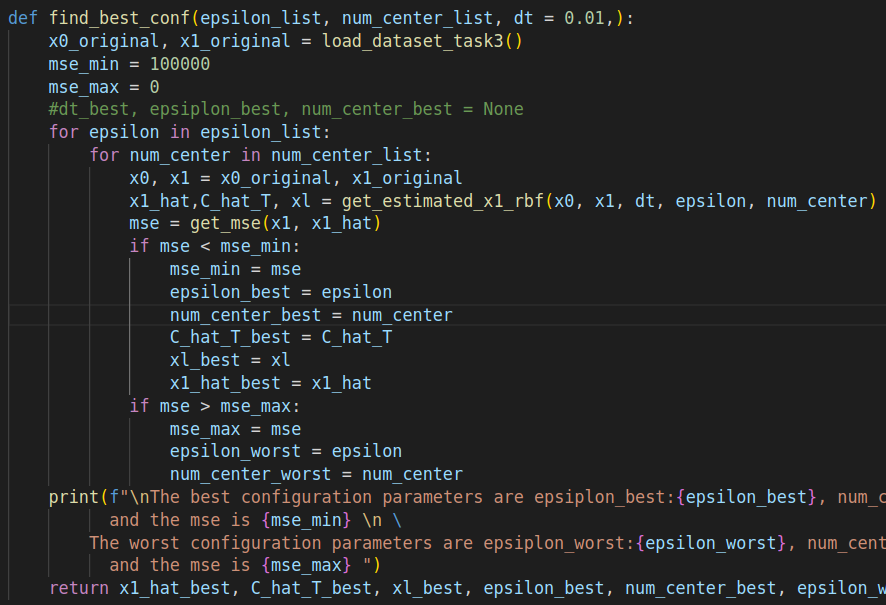 def find_best_conf(epsilon_list, num_center_list, dt = 0.01,):
    x0_original, x1_original = load_dataset_task3()
    mse_min = 100000
    mse_max = 0
    #dt_best, epsiplon_best, num_center_best = None
    for epsilon in epsilon_list:
        for num_center in num_center_list:
            x0, x1 = x0_original, x1_original
            x1_hat,C_hat_T, xl = get_estimated_x1_rbf(x0, x1, dt, epsilon, num_center)
            mse = get_mse(x1, x1_hat)
            if mse < mse_min:
                mse_min = mse
                epsilon_best = epsilon
                num_center_best = num_center
                C_hat_T_best = C_hat_T
                xl_best = xl
                x1_hat_best = x1_hat
            if mse > mse_max:
                mse_max = mse
                epsilon_worst = epsilon
                num_center_worst = num_center
    print(f"\nThe best configuration parameters are epsiplon_best:{epsilon_best}, num_c
          and the mse is {mse_min} \n \
        The worst configuration parameters are epsiplon_worst:{epsilon_worst}, num_cent
          and the mse is {mse_max} ")
    return x1_hat_best, C_hat_T_best, xl_best, epsilon_best, num_center_best, epsilon_w